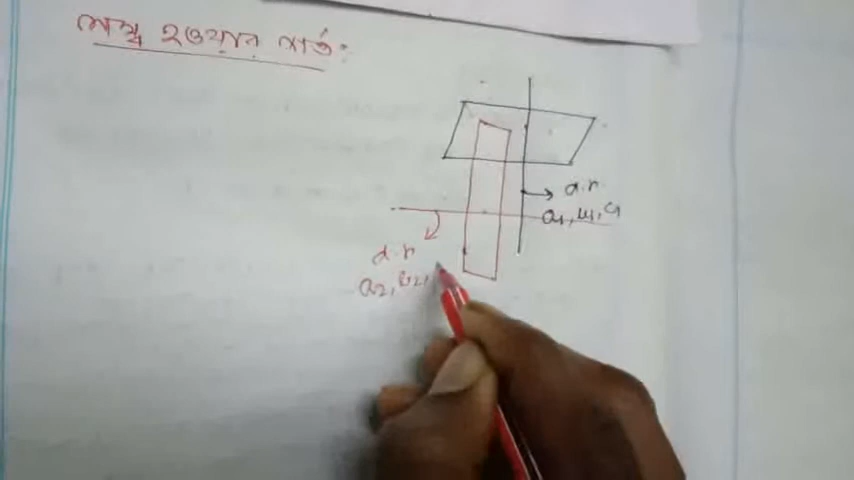 লম্ব হওয়ার শর্ত:
d.r
a₁, b₁, c₁
d.r
a₂, b₂,